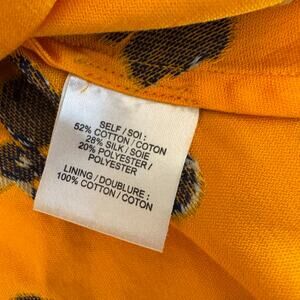 SELF / SOI :
52% COTTON / COTON
28% SILK / SOIE
20% POLYESTER /
POLYESTER
LINING / DOUBLURE :
100% COTTON / COTON